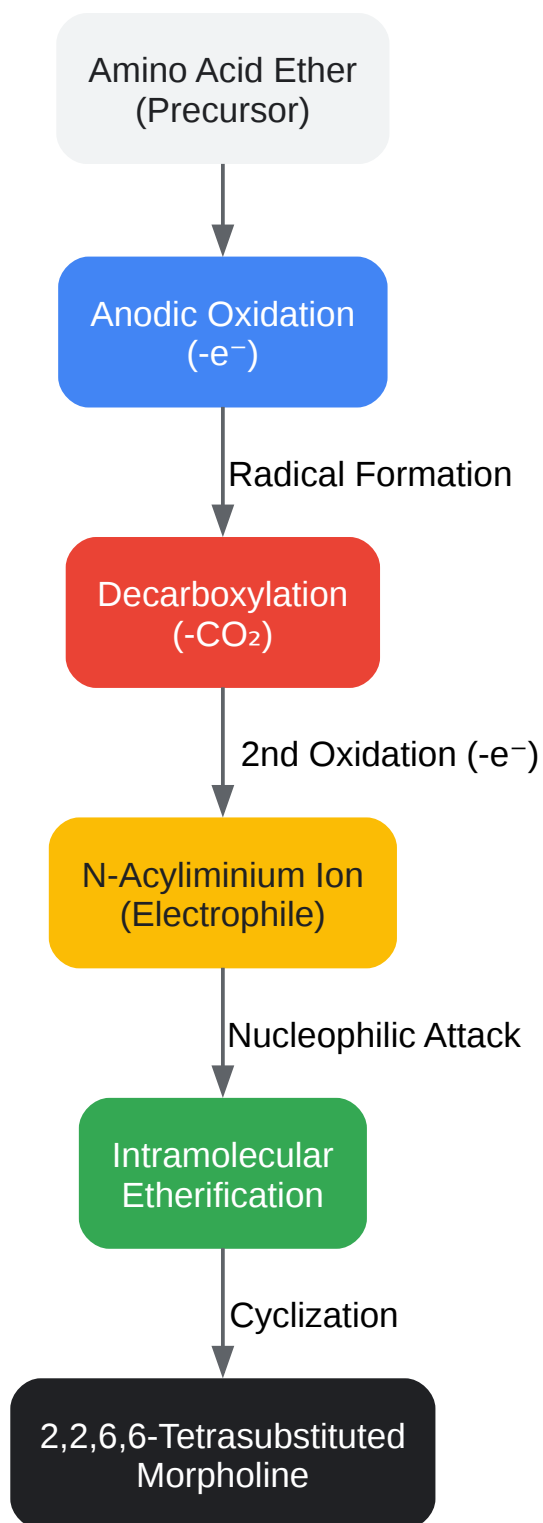 Amino Acid Ether
(Precursor)
Anodic Oxidation
(-e⁻)
Radical Formation
Decarboxylation
(-CO₂)
2nd Oxidation (-e⁻)
N-Acyliminium Ion
(Electrophile)
Nucleophilic Attack
Intramolecular
Etherification
Cyclization
2,2,6,6-Tetrasubstituted
Morpholine